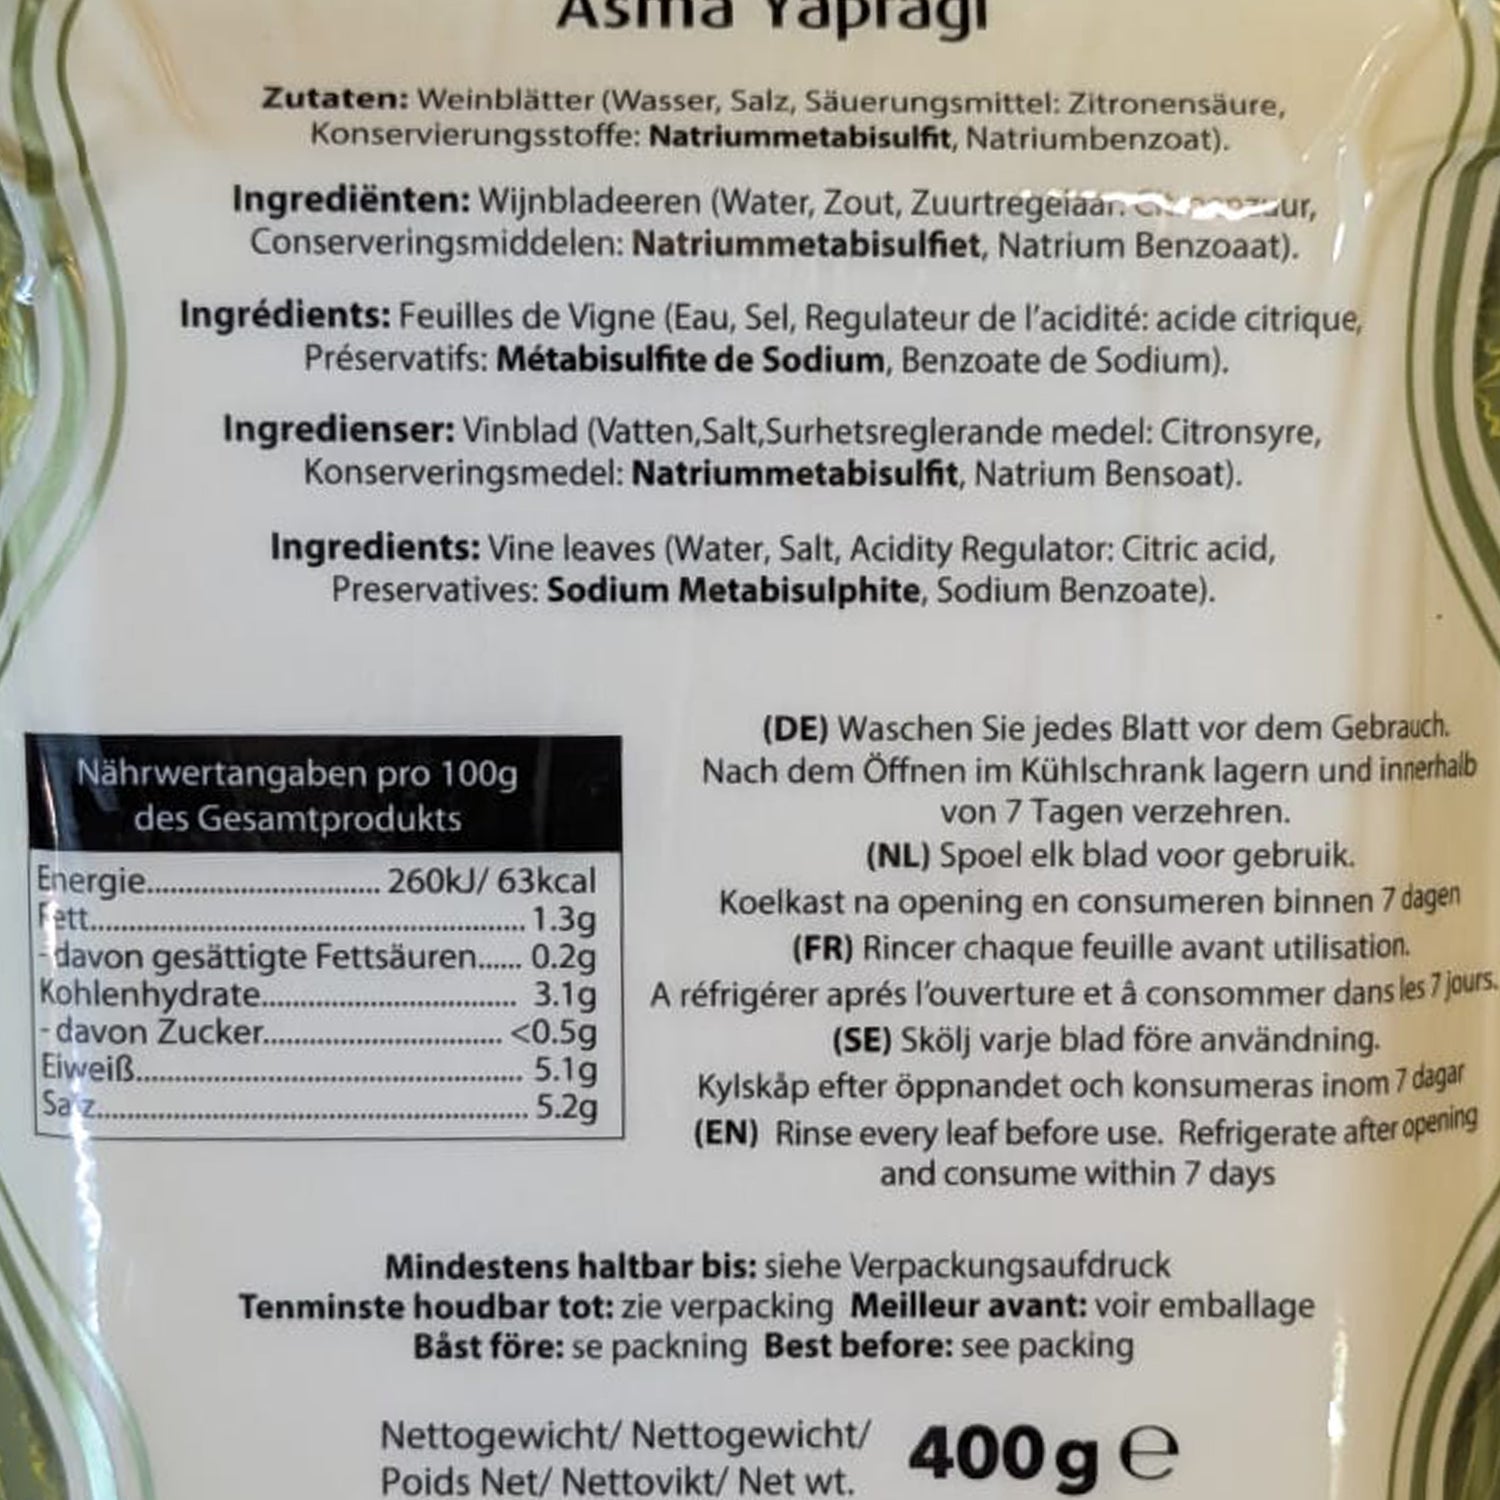 Asma Yaprağı
Zutaten: Weinblätter (Wasser, Salz, Säuerungsmittel: Zitronensäure,
Konservierungsstoffe: Natriummetabisulfit, Natriumbenzoat).
Ingrediënten: Wijnbladeeren (Water, Zout, Zuurtregelaar:
Conserveringsmiddelen: Natriummetabisulfiet, Natrium Benzoaat).
Ingrédients: Feuilles de Vigne (Eau, Sel, Regulateur de l'acidité: acide citrique,
Préservatifs: Métabisulfite de Sodium, Benzoate de Sodium).
Ingredienser: Vinblad (Vatten,Salt,Surhetsreglerande medel: Citronsyre,
Konserveringsmedel: Natriummetabisulfit, Natrium Bensoat).
Ingredients: Vine leaves (Water, Salt, Acidity Regulator: Citric acid,
Preservatives: Sodium Metabisulphite, Sodium Benzoate).
Nährwertangaben pro 100g
des Gesamtprodukts
Energie.............................. 260kJ/ 63kcal
Fett......................................................... 1.3g
-davon gesättigte Fettsäuren...... 0.2g
Kohlenhydrate................................. 3.1g
- davon Zucker............................... <0.5g
Eiweiß................................................... 5.1g
Salz........................................................ 5.2g
(DE) Waschen Sie jedes Blatt vor dem Gebrauch.
Nach dem Öffnen im Kühlschrank lagern und innerhalb
von 7 Tagen verzehren.
(NL) Spoel elk blad voor gebruik.
Koelkast na opening en consumeren binnen 7 dagen
(FR) Rincer chaque feuille avant utilisation.
A réfrigérer aprés l'ouverture et â consommer dans les 7 jours.
(SE) Skölj varje blad före användning.
Kylskåp efter öppnandet och konsumeras inom 7 dagar
(EN) Rinse every leaf before use. Refrigerate after opening
and consume within 7 days
Mindestens haltbar bis: siehe Verpackungsaufdruck
Tenminste houdbar tot: zie verpacking Meilleur avant: voir emballage
Båst före: se packning Best before: see packing
Nettogewicht/ Nettogewicht/
Poids Net/ Nettovikt/ Net wt.
400g ℮